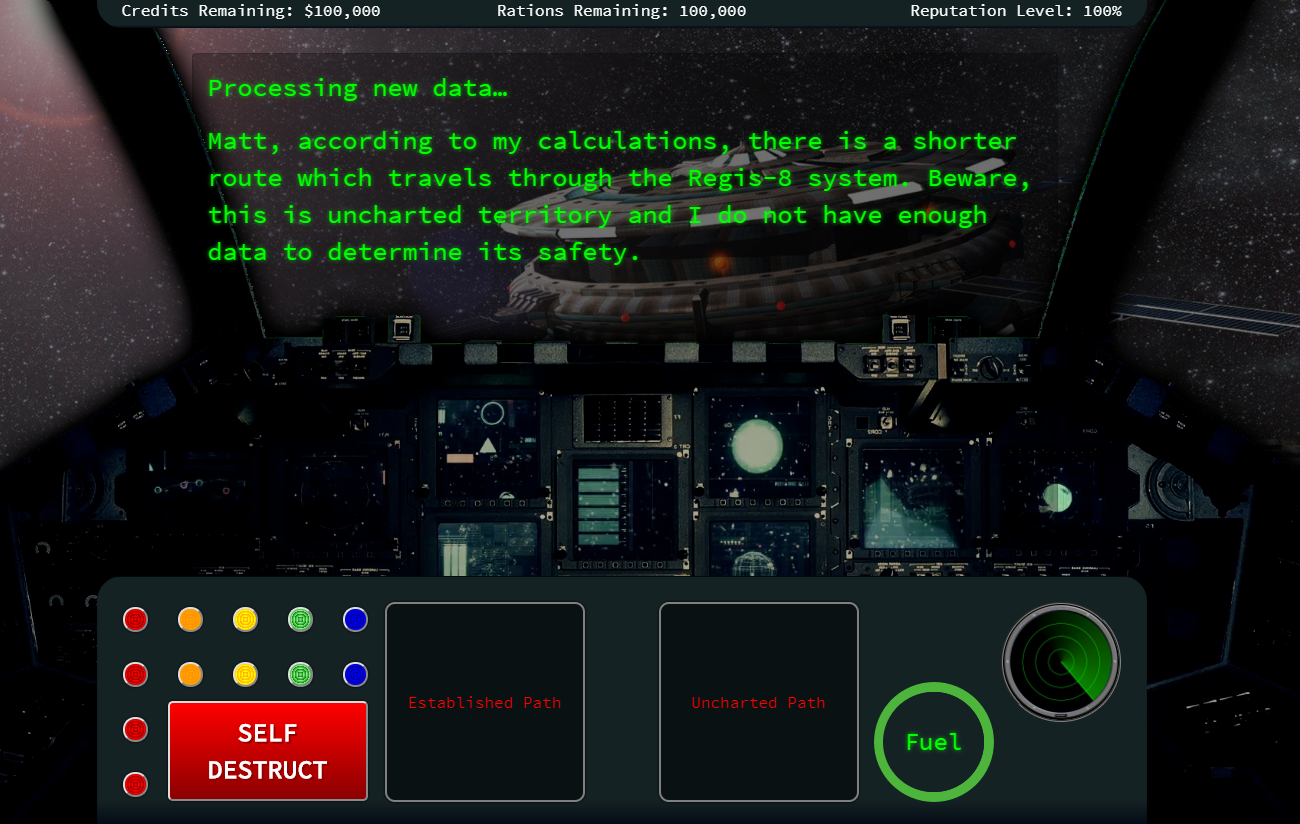 Credits Remaining: $100,000 Rations Remaining: 100,000 Reputation Level: 100%
Processing new data…
Matt, according to my calculations, there is a shorter
route which travels through the Regis-8 system. Beware,
this is uncharted territory and I do not have enough
data to determine its safety.
SELF
DESTRUCT
Established Path
Uncharted Path
Fuel